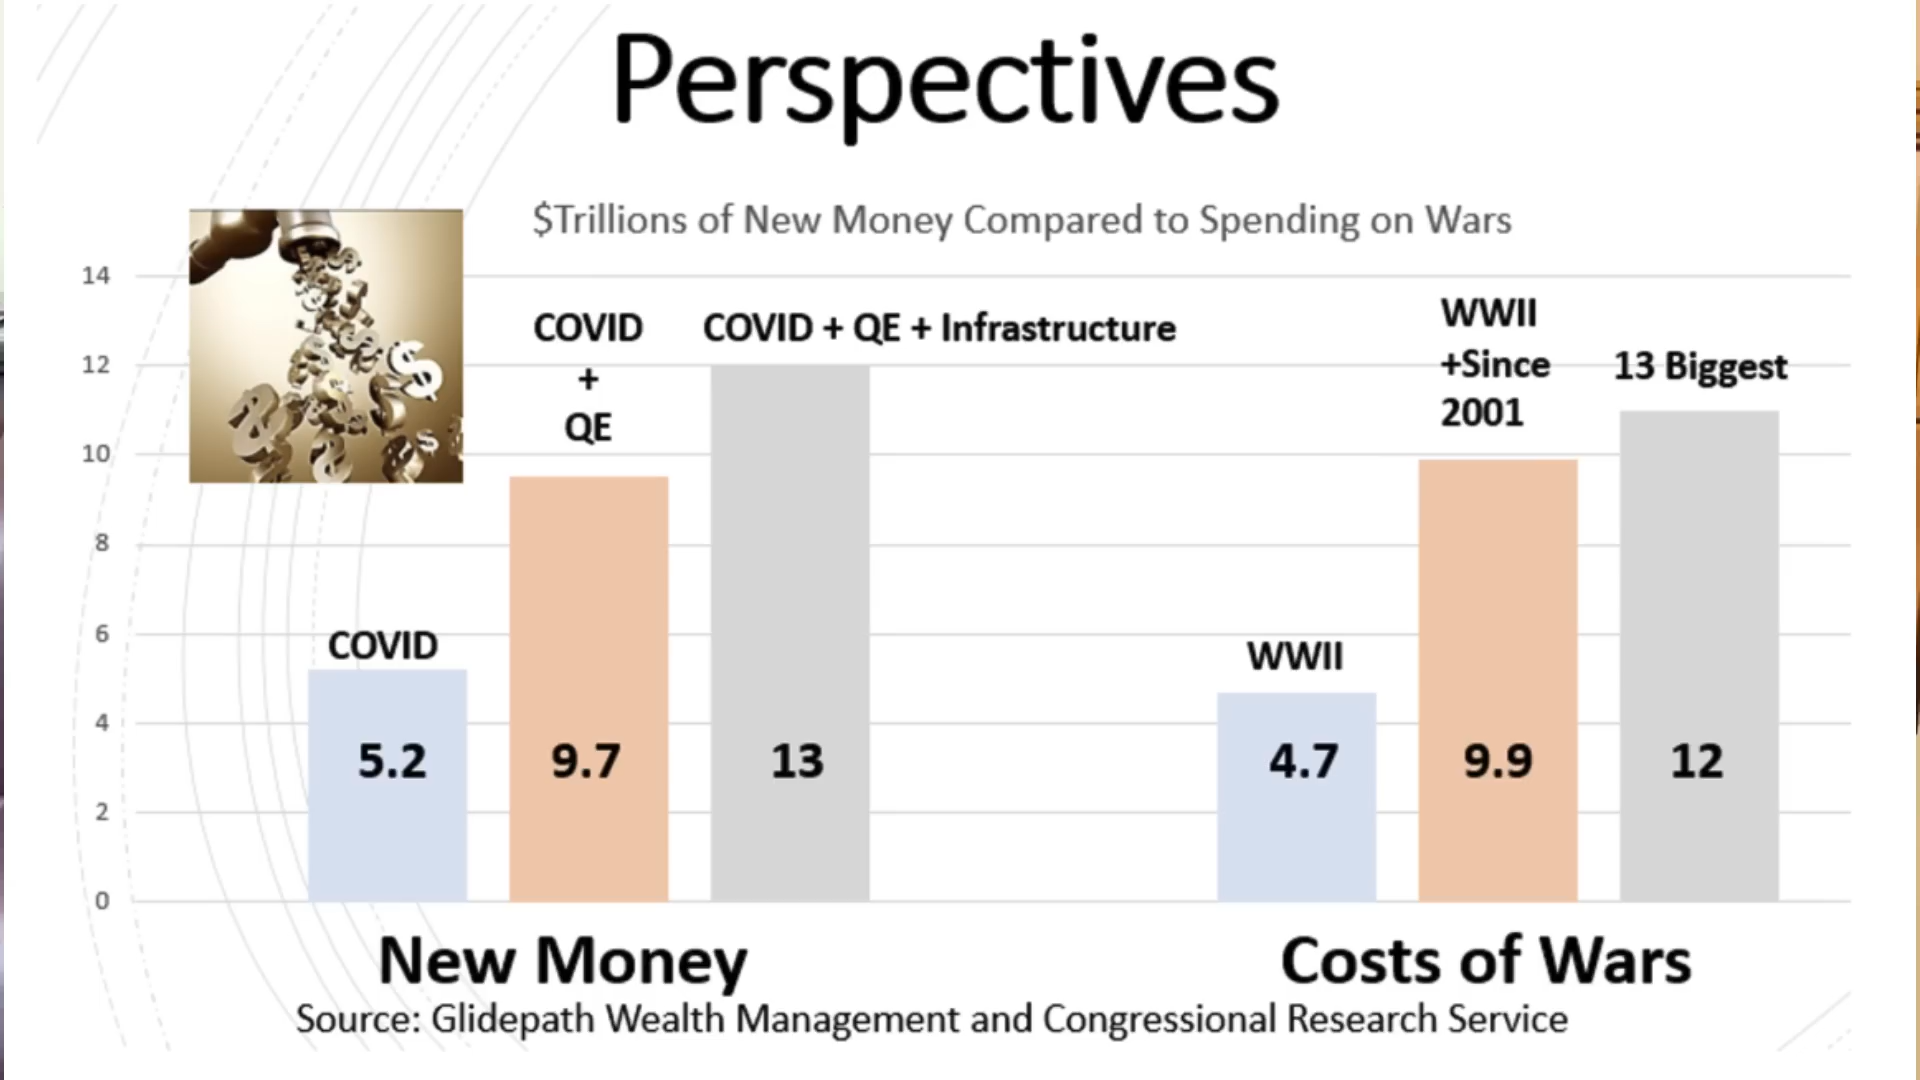 Perspectives
$Trillions of New Money Compared to Spending on Wars
14
12
10
8
6
4
2
0
COVID
5.2
COVID
+
QE
9.7
COVID + QE + Infrastructure
13
WWII
4.7
WWII
+Since
2001
9.9
13 Biggest
12
New Money
Costs of Wars
Source: Glidepath Wealth Management and Congressional Research Service